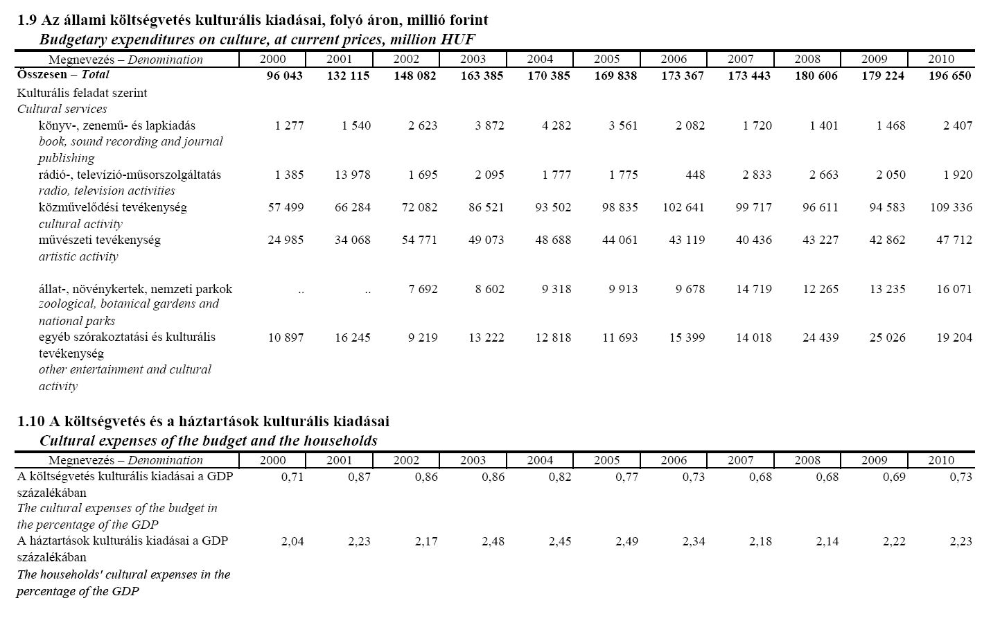 1.9 Az állami költségvetés kulturális kiadásai, folyó áron, millió forint
Budgetary expenditures on culture, at current prices, million HUF
Megnevezés – Denomination 2000 2001 2002 2003 2004 2005 2006 2007 2008 2009 2010
Összesen – Total 96 043 132 115 148 082 163 385 170 385 169 838 173 367 173 443 180 606 179 224 196 650
Kulturális feladat szerint
Cultural services
könyv-, zenemű- és lapkiadás 1 277 1 540 2 623 3 872 4 282 3 561 2 082 1 720 1 401 1 468 2 407
book, sound recording and journal
publishing
rádió-, televízió-műsorszolgáltatás 1 385 13 978 1 695 2 095 1 777 1 775 448 2 833 2 663 2 050 1 920
radio, television activities
közművelődési tevékenység 57 499 66 284 72 082 86 521 93 502 98 835 102 641 99 717 96 611 94 583 109 336
cultural activity
művészeti tevékenység 24 985 34 068 54 771 49 073 48 688 44 061 43 119 40 436 43 227 42 862 47 712
artistic activity
állat-, növénykertek, nemzeti parkok .. .. 7 692 8 602 9 318 9 913 9 678 14 719 12 265 13 235 16 071
zoological, botanical gardens and
national parks
egyéb szórakoztatási és kulturális 10 897 16 245 9 219 13 222 12 818 11 693 15 399 14 018 24 439 25 026 19 204
tevékenység
other entertainment and cultural
activity
1.10 A költségvetés és a háztartások kulturális kiadásai
Cultural expenses of the budget and the households
Megnevezés – Denomination 2000 2001 2002 2003 2004 2005 2006 2007 2008 2009 2010
A költségvetés kulturális kiadásai a GDP 0,71 0,87 0,86 0,86 0,82 0,77 0,73 0,68 0,68 0,69 0,73
százalékában
The cultural expenses of the budget in
the percentage of the GDP
A háztartások kulturális kiadásai a GDP 2,04 2,23 2,17 2,48 2,45 2,49 2,34 2,18 2,14 2,22 2,23
százalékában
The households' cultural expenses in the
percentage of the GDP